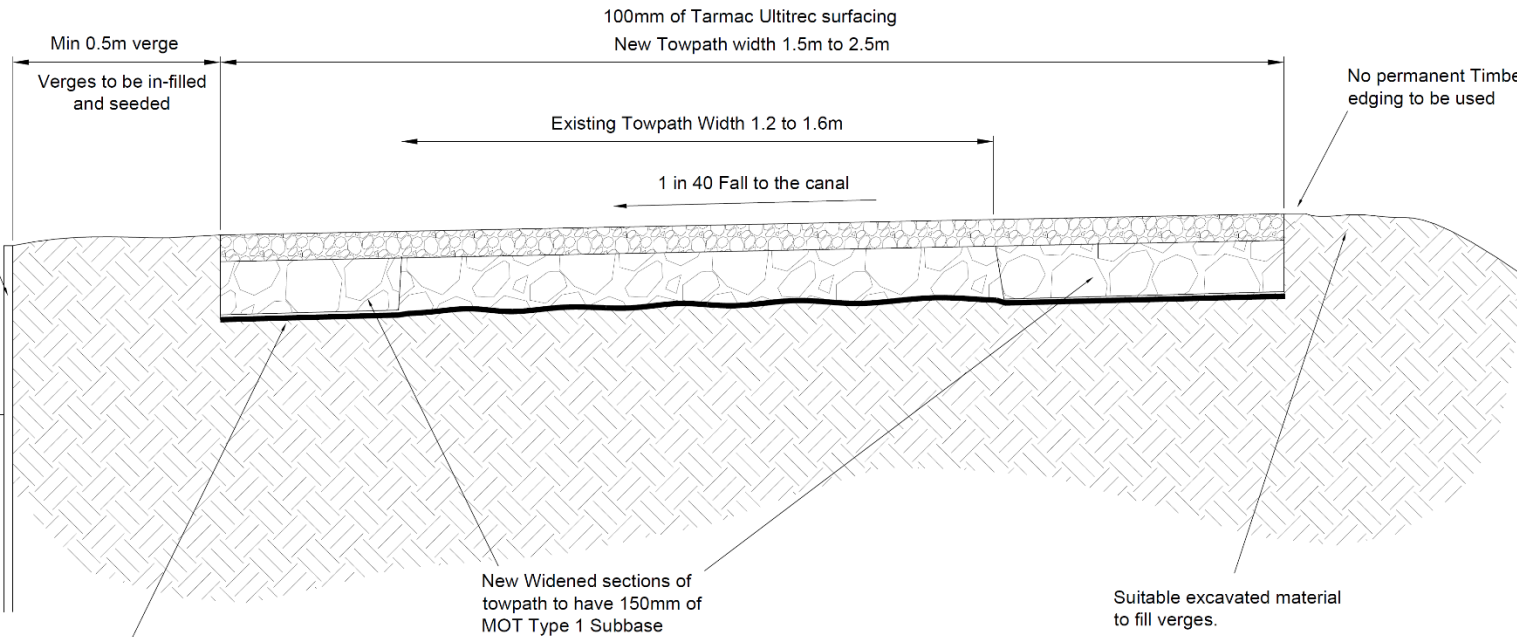 100mm of Tarmac Ultitrec surfacing
New Towpath width 1.5m to 2.5m
Min 0.5m verge
Verges to be in-filled
and seeded
No permanent Timbe
edging to be used
Existing Towpath Width 1.2 to 1.6m
1 in 40 Fall to the canal
New Widened sections of
towpath to have 150mm of
MOT Type 1 Subbase
Suitable excavated material
to fill verges.